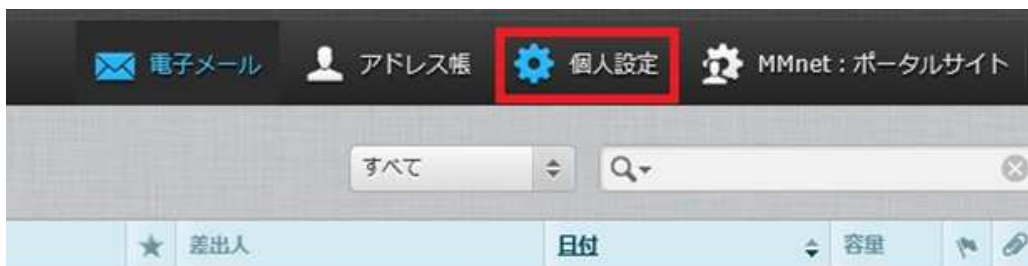 電子メール アドレス帳 個人設定 MMnet：ポータルサイト
すべて
差出人 日付 容量